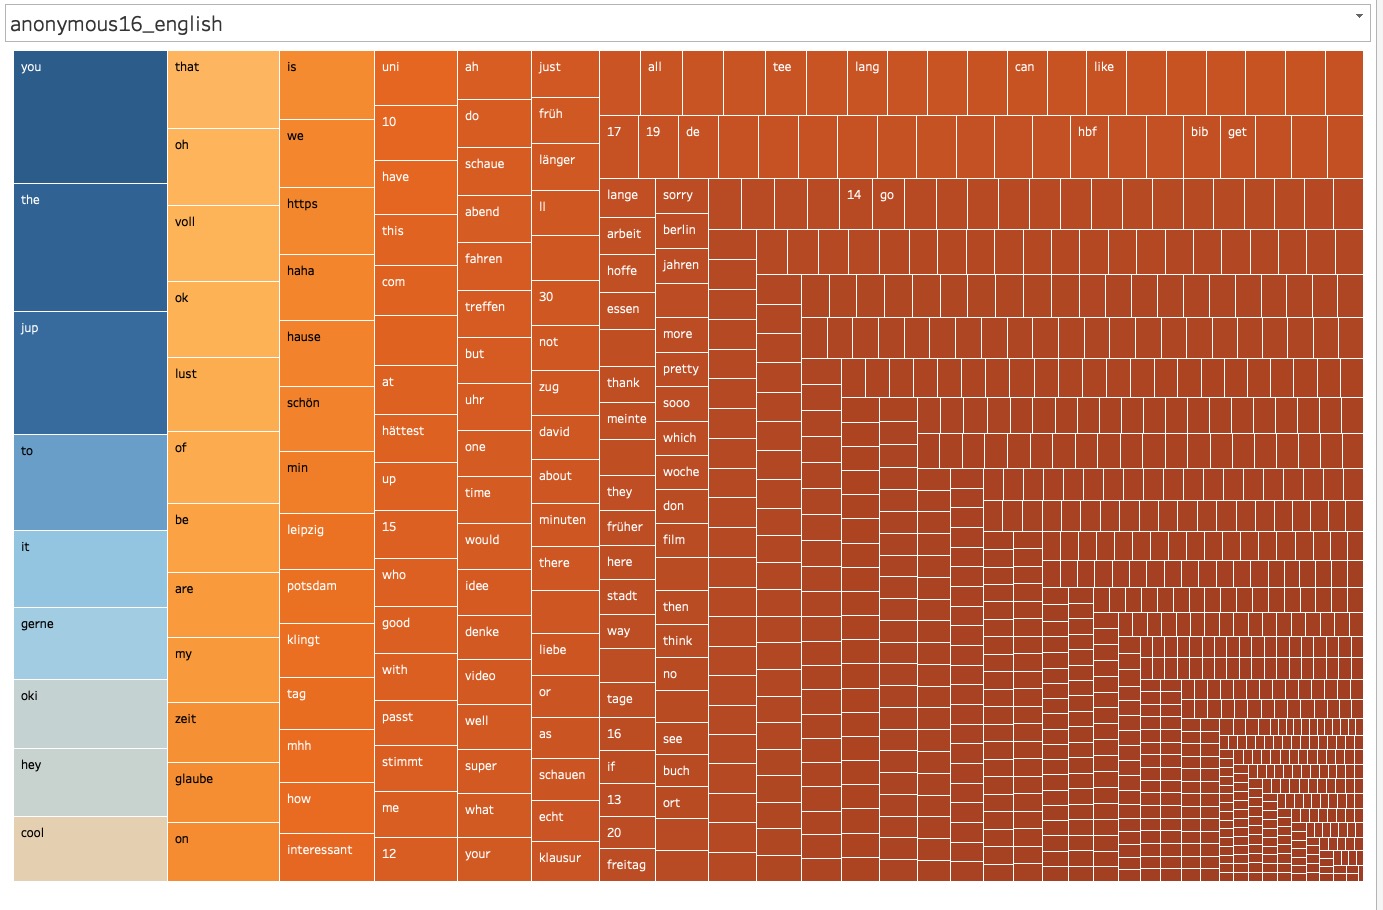 anonymous16_english
you
the
jup
to
it
gerne
oki
hey
cool
that
oh
voll
ok
lust
of
be
are
my
zeit
glaube
on
is
we
https
haha
hause
schön
min
leipzig
potsdam
klingt
tag
mhh
how
interessant
uni
10
have
this
com
at
hättest
up
15
who
good
with
passt
stimmt
me
12
ah
do
schaue
abend
fahren
treffen
but
uhr
one
time
would
idee
denke
video
well
super
what
your
just
früh
länger
ll
30
not
zug
david
about
minuten
there
liebe
or
as
schauen
echt
klausur
all
tee
lang
can
like
17
19
de
hbf
bib
get
lange
arbeit
hoffe
essen
thank
meinte
they
früher
here
stadt
way
tage
16
if
13
20
freitag
sorry
berlin
jahren
more
pretty
sooo
which
woche
don
film
then
think
no
see
buch
ort
14
go